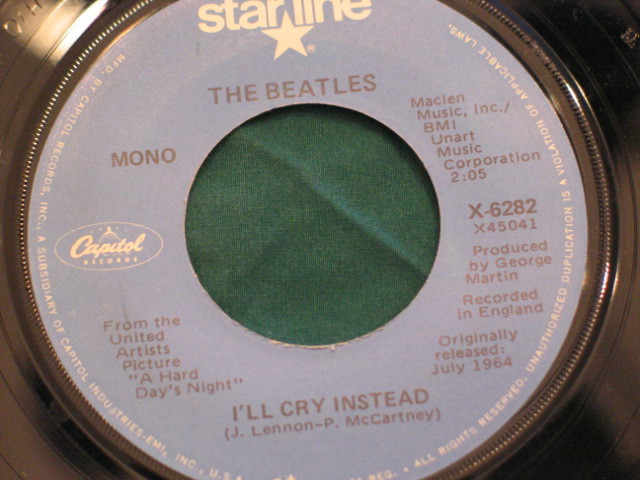 starline
®
THE BEATLES
MONO
Maclen
Music, Inc./
BMI
Unart
Music
Corporation
2:05
X-6282
X45041
Capitol
RECORDS
Produced
by George
Martin
Recorded
in England
From the
United
Artists
Picture
"A Hard
Day's Night"
Originally
released:
July 1964
I'LL CRY INSTEAD
(J. Lennon-P. McCartney)
MFD. BY CAPITOL RECORDS, INC., A SUBSIDIARY OF CAPITOL INDUSTRIES-EMI, INC., U.S.A.
REG. • ALL RIGHTS RESERVED. UNAUTHORIZED DUPLICATION IS A VIOLATION OF APPLICABLE LAWS.